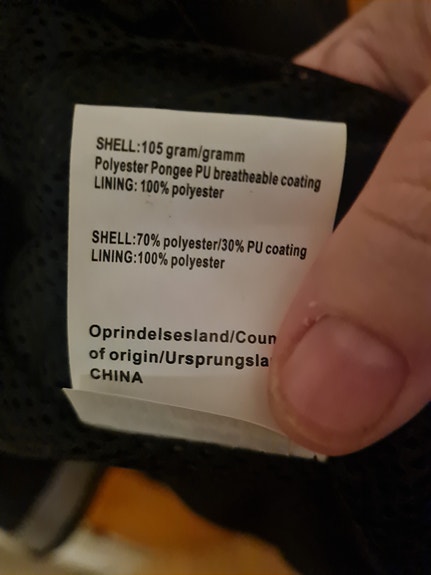 SHELL:105 gram/gramm
Polyester Pongee PU breatheable coating
LINING: 100% polyester
SHELL:70% polyester/30% PU coating
LINING:100% polyester
Oprindelsesland/Coun
of origin/Ursprungsla
CHINA